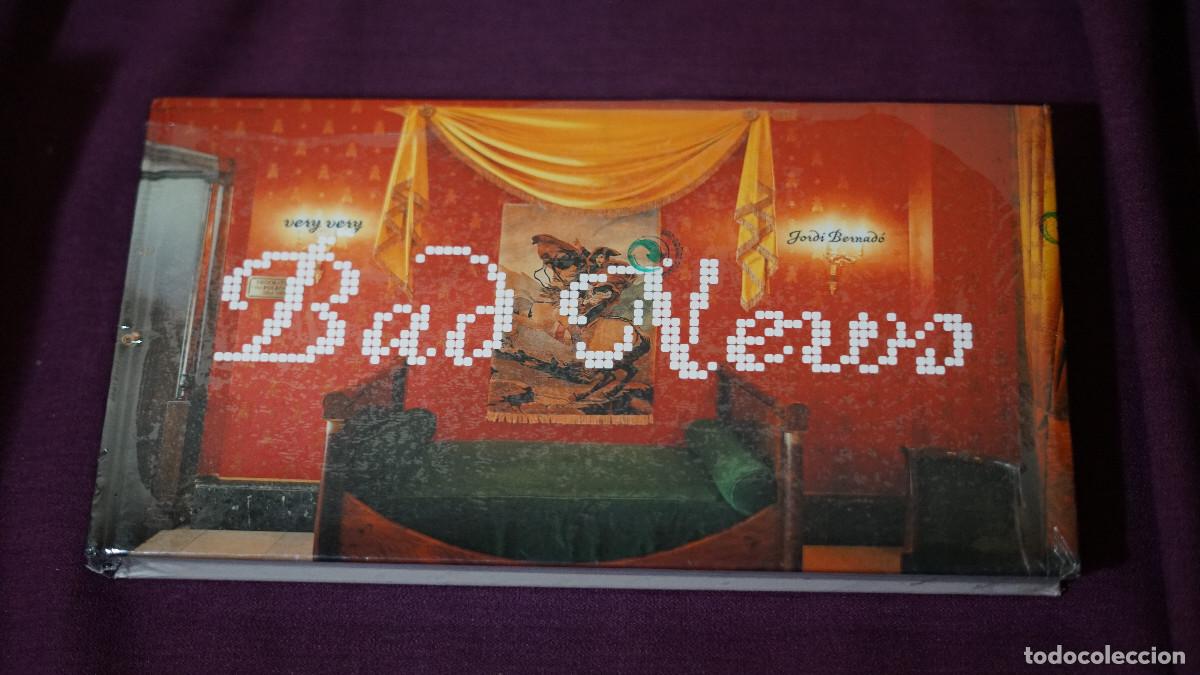 very very
Jordi Bernadó
Bad News
todocoleccion